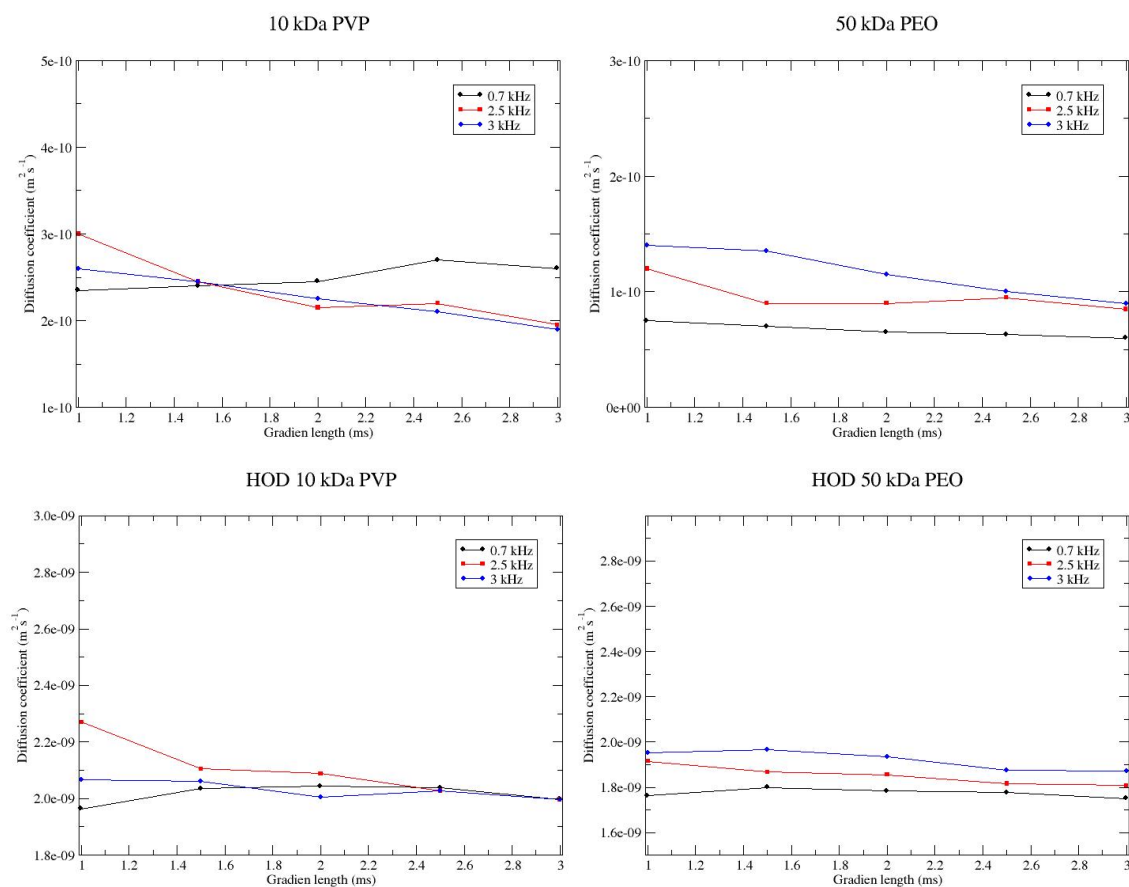 10 kDa PVP
5e-10
4e-10
3e-10
2e-10
1e-10
Diffusion coefficient (m² s⁻¹)
0.7 kHz
2.5 kHz
3 kHz
1 1.2 1.4 1.6 1.8 2 2.2 2.4 2.6 2.8 3
Gradien length (ms)
50 kDa PEO
3e-10
2e-10
1e-10
0e+00
Diffusion coefficient (m² s⁻¹)
0.7 kHz
2.5 kHz
3 kHz
1 1.2 1.4 1.6 1.8 2 2.2 2.4 2.6 2.8 3
Gradien length (ms)
HOD 10 kDa PVP
3.0e-09
2.8e-09
2.6e-09
2.4e-09
2.2e-09
2.0e-09
1.8e-09
Diffusion coefficient (m² s⁻¹)
0.7 kHz
2.5 kHz
3 kHz
1 1.2 1.4 1.6 1.8 2 2.2 2.4 2.6 2.8 3
Gradien length (ms)
HOD 50 kDa PEO
2.8e-09
2.6e-09
2.4e-09
2.2e-09
2.0e-09
1.8e-09
1.6e-09
Diffusion coefficient (m² s⁻¹)
0.7 kHz
2.5 kHz
3 kHz
1 1.2 1.4 1.6 1.8 2 2.2 2.4 2.6 2.8 3
Gradien length (ms)